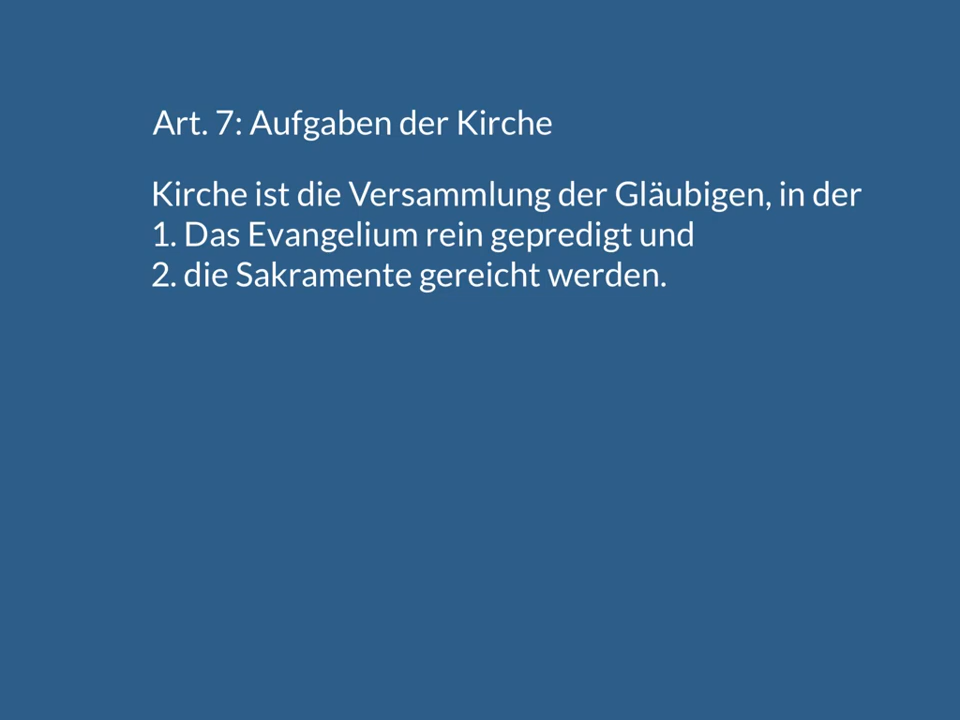 Art. 7: Aufgaben der Kirche
Kirche ist die Versammlung der Gläubigen, in der
1. Das Evangelium rein gepredigt und
2. die Sakramente gereicht werden.